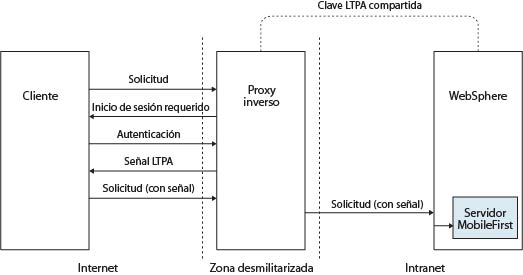 Clave LTPA compartida
Cliente
Solicitud
Inicio de sesión requerido
Autenticación
Señal LTPA
Solicitud (con señal)
Proxy
inverso
Solicitud (con señal)
WebSphere
Servidor
MobileFirst
Internet
Zona desmilitarizada
Intranet